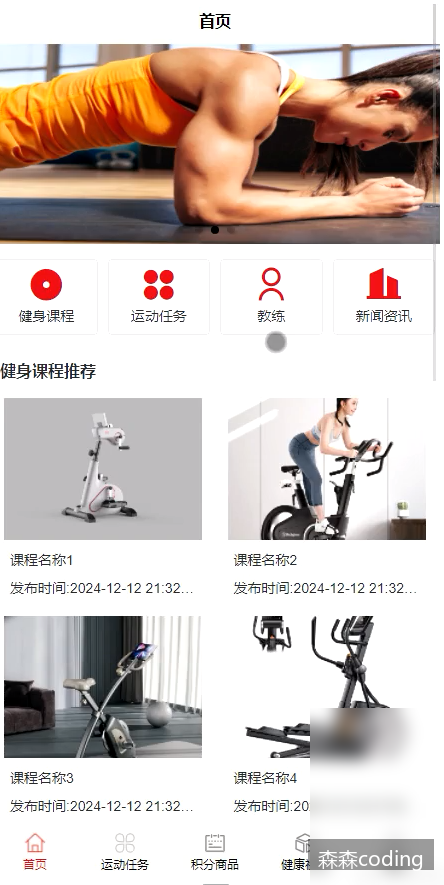 首页
健身课程
运动任务
教练
新闻资讯
健身课程推荐
课程名称1
课程名称2
发布时间:2024-12-12 21:32...
发布时间:2024-12-12 21:32...
课程名称3
课程名称4
发布时间:2024-12-12 21:32...
发布时间:20
首页
运动任务
积分商品
健康
森森coding